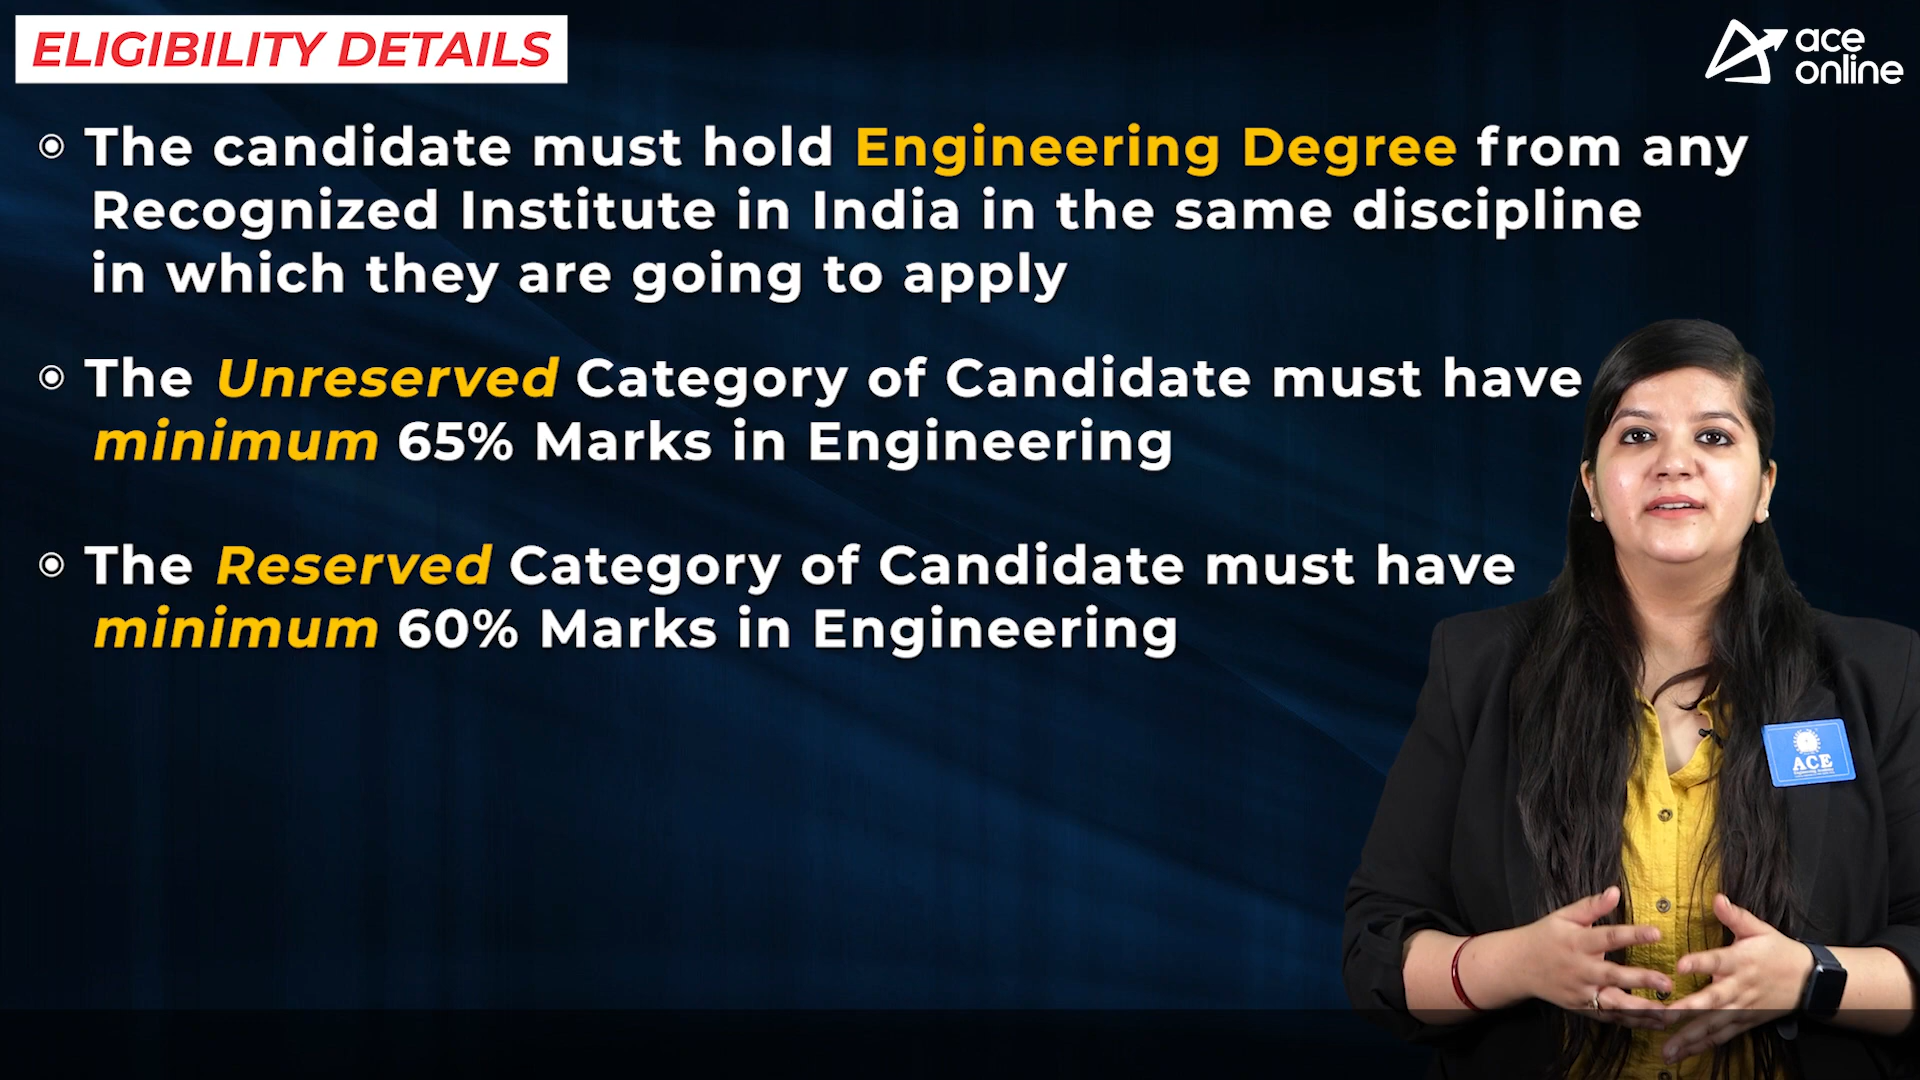 ELIGIBILITY DETAILS
ace
online
The candidate must hold Engineering Degree from any
Recognized Institute in India in the same discipline
in which they are going to apply
The Unreserved Category of Candidate must have
minimum 65% Marks in Engineering
The Reserved Category of Candidate must have
minimum 60% Marks in Engineering
ACE
Engineering Academy